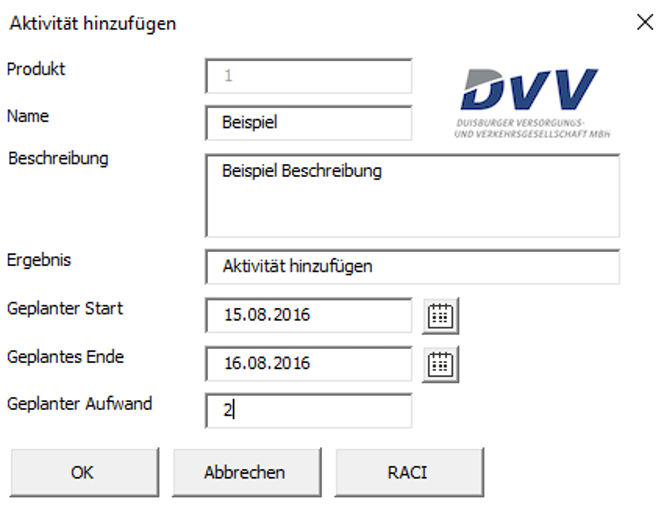 Aktivität hinzufügen
Produkt
1
DVV
DUISBURGER VERSORGUNGS-
UND VERKEHRSGESELLSCHAFT MBH
Name
Beispiel
Beschreibung
Beispiel Beschreibung
Ergebnis
Aktivität hinzufügen
Geplanter Start
15.08.2016
Geplantes Ende
16.08.2016
Geplanter Aufwand
2
OK
Abbrechen
RACI